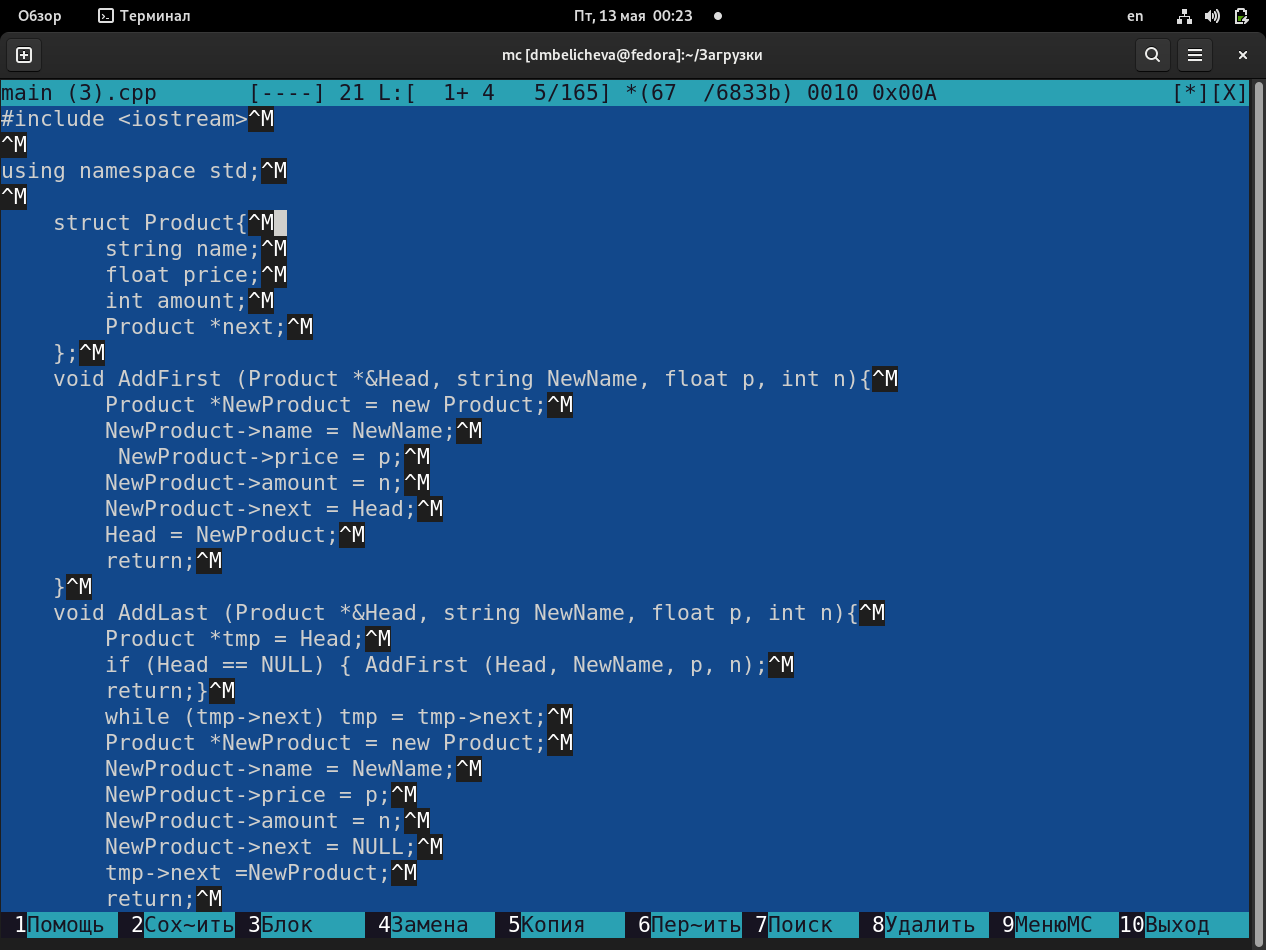 Обзор Терминал Пт, 13 мая 00:23 en
mc [dmbelicheva@fedora]:~/Загрузки
main (3).cpp [----] 21 L:[ 1+ 4 5/165] *(67 /6833b) 0010 0x00A [*][X]
#include <iostream>^M
^M
using namespace std;^M
^M
    struct Product{^M
        string name;^M
        float price;^M
        int amount;^M
        Product *next;^M
    };^M
    void AddFirst (Product *&Head, string NewName, float p, int n){^M
        Product *NewProduct = new Product;^M
        NewProduct->name = NewName;^M
         NewProduct->price = p;^M
        NewProduct->amount = n;^M
        NewProduct->next = Head;^M
        Head = NewProduct;^M
        return;^M
    }^M
    void AddLast (Product *&Head, string NewName, float p, int n){^M
        Product *tmp = Head;^M
        if (Head == NULL) { AddFirst (Head, NewName, p, n);^M
        return;}^M
        while (tmp->next) tmp = tmp->next;^M
        Product *NewProduct = new Product;^M
        NewProduct->name = NewName;^M
        NewProduct->price = p;^M
        NewProduct->amount = n;^M
        NewProduct->next = NULL;^M
        tmp->next =NewProduct;^M
        return;^M
1Помощь 2Сох~ить 3Блок 4Замена 5Копия 6Пер~ить 7Поиск 8Удалить 9МенюМС 10Выход